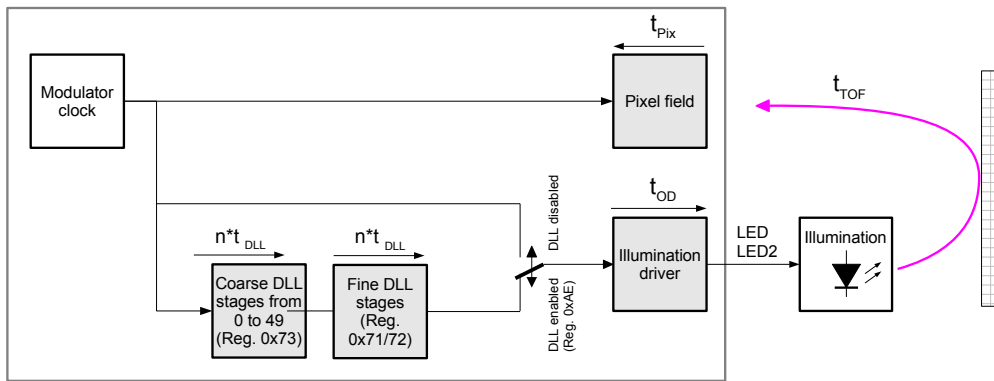 t Pix
Modulator
clock
Pixel field
t TOF
DLL disabled
t OD
n*t DLL
n*t DLL
LED
LED2
Illumination
Illumination
driver
Coarse DLL
stages from
0 to 49
(Reg. 0x73)
Fine DLL
stages
(Reg.
0x71/72)
DLL enabled
(Reg. 0xAE)